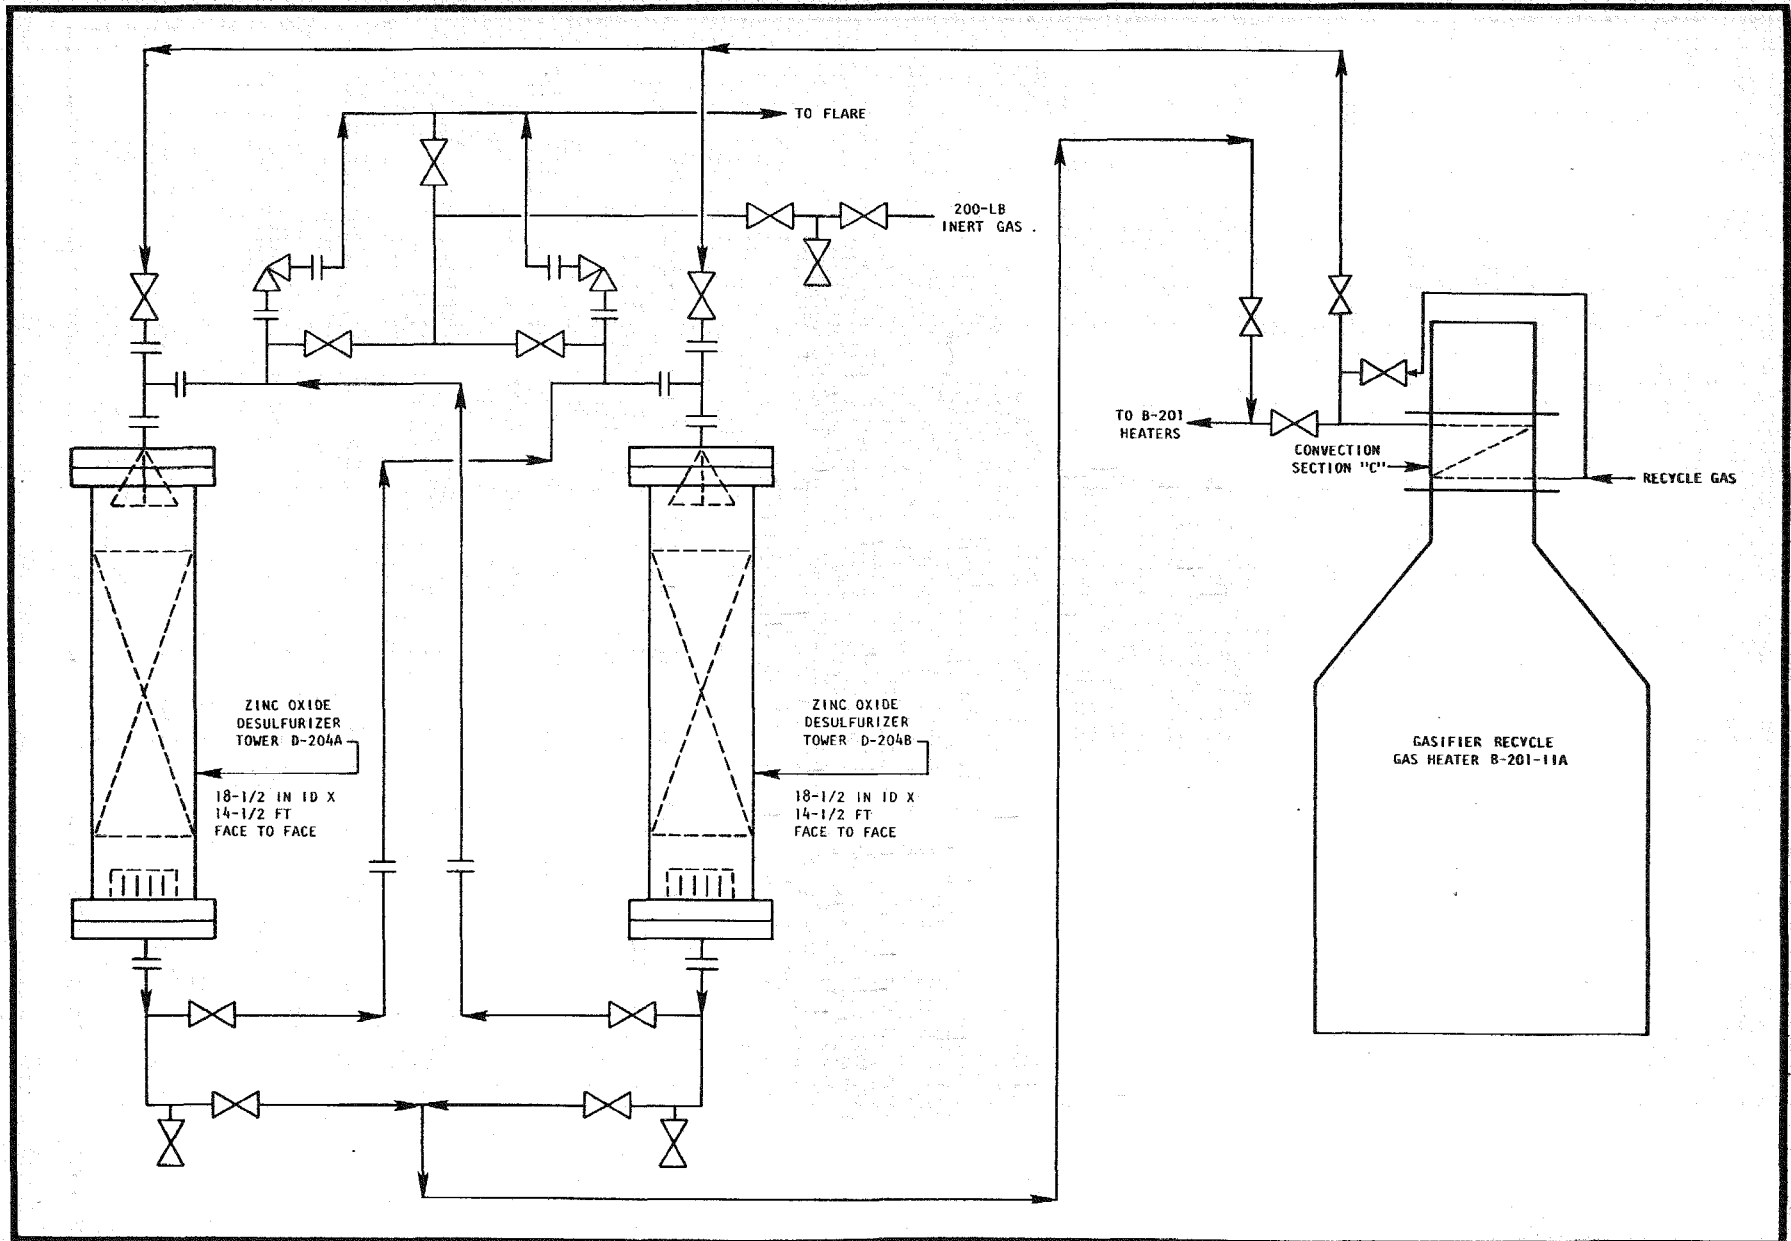 TO FLARE
200-LB
INERT GAS .
TO B-201
HEATERS
CONVECTION
SECTION "C"
RECYCLE GAS
ZINC OXIDE
DESULFURIZER
TOWER D-204A
18-1/2 IN ID X
14-1/2 FT
FACE TO FACE
ZINC OXIDE
DESULFURIZER
TOWER D-204B
18-1/2 IN ID X
14-1/2 FT
FACE TO FACE
GASIFIER RECYCLE
GAS HEATER B-201-11A